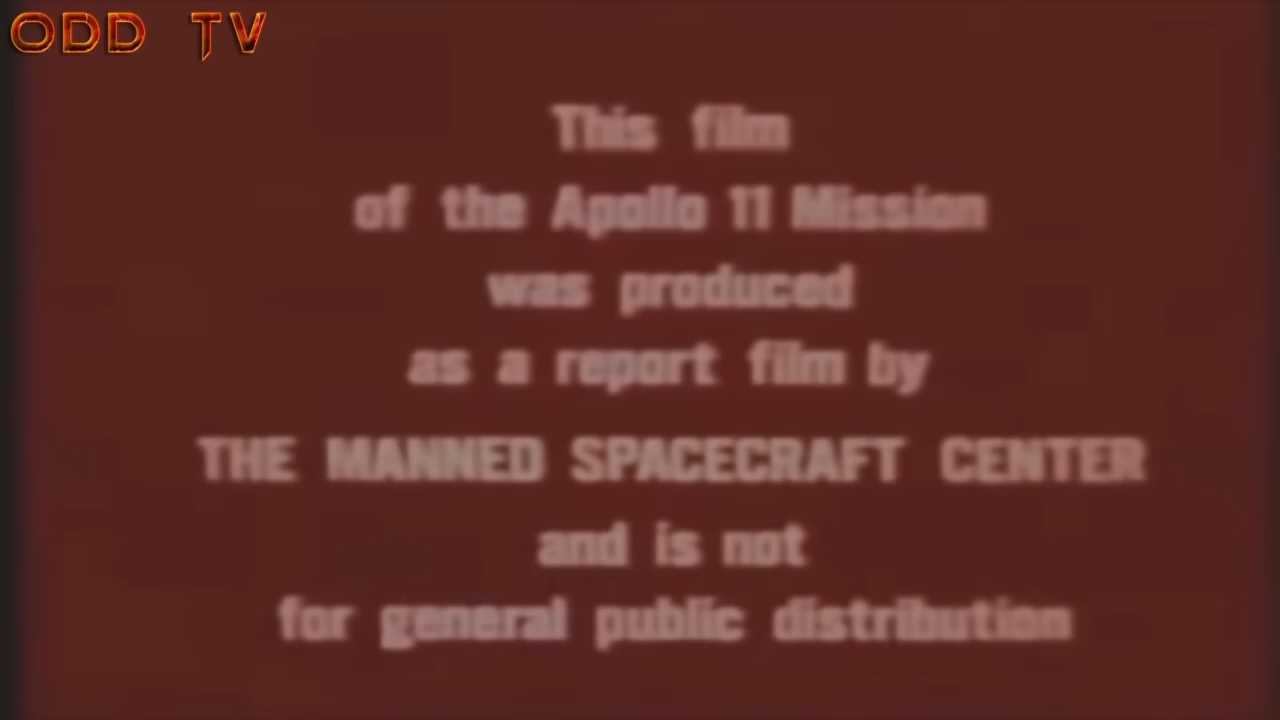 ODD TV
This film
of the Apollo 11 Mission
was produced
as a report film by
THE MANNED SPACECRAFT CENTER
and is not
for general public distribution